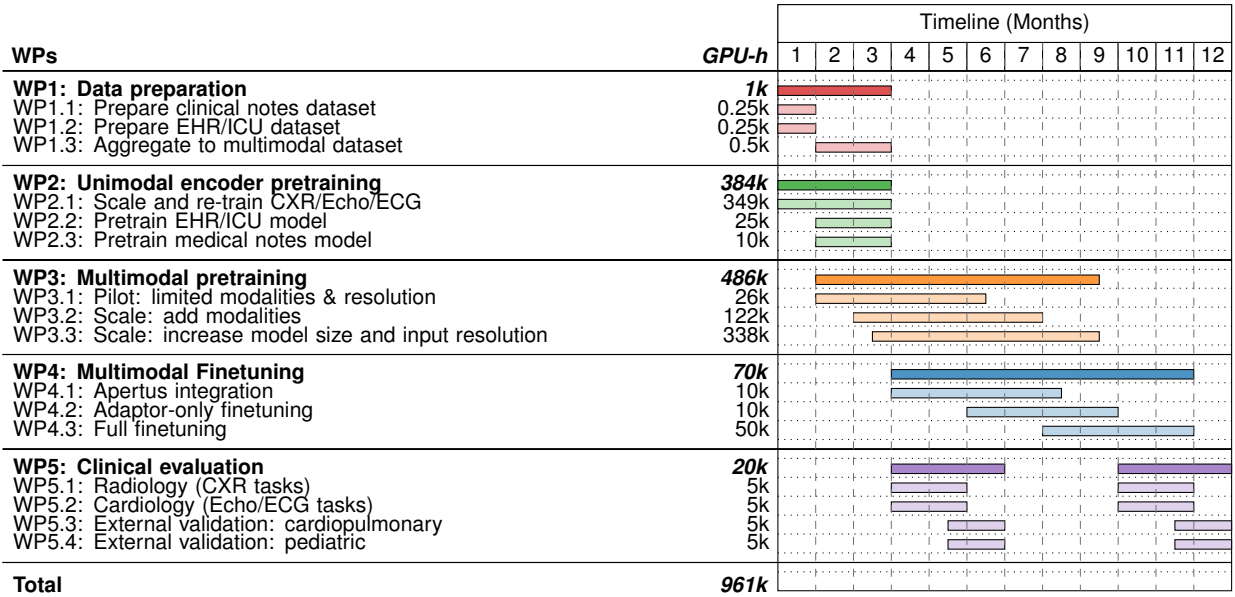 Timeline (Months)
WPs GPU-h 1 2 3 4 5 6 7 8 9 10 11 12
WP1: Data preparation 1k
WP1.1: Prepare clinical notes dataset 0.25k
WP1.2: Prepare EHR/ICU dataset 0.25k
WP1.3: Aggregate to multimodal dataset 0.5k
WP2: Unimodal encoder pretraining 384k
WP2.1: Scale and re-train CXR/Echo/ECG 349k
WP2.2: Pretrain EHR/ICU model 25k
WP2.3: Pretrain medical notes model 10k
WP3: Multimodal pretraining 486k
WP3.1: Pilot: limited modalities & resolution 26k
WP3.2: Scale: add modalities 122k
WP3.3: Scale: increase model size and input resolution 338k
WP4: Multimodal Finetuning 70k
WP4.1: Apertus integration 10k
WP4.2: Adaptor-only finetuning 10k
WP4.3: Full finetuning 50k
WP5: Clinical evaluation 20k
WP5.1: Radiology (CXR tasks) 5k
WP5.2: Cardiology (Echo/ECG tasks) 5k
WP5.3: External validation: cardiopulmonary 5k
WP5.4: External validation: pediatric 5k
Total 961k